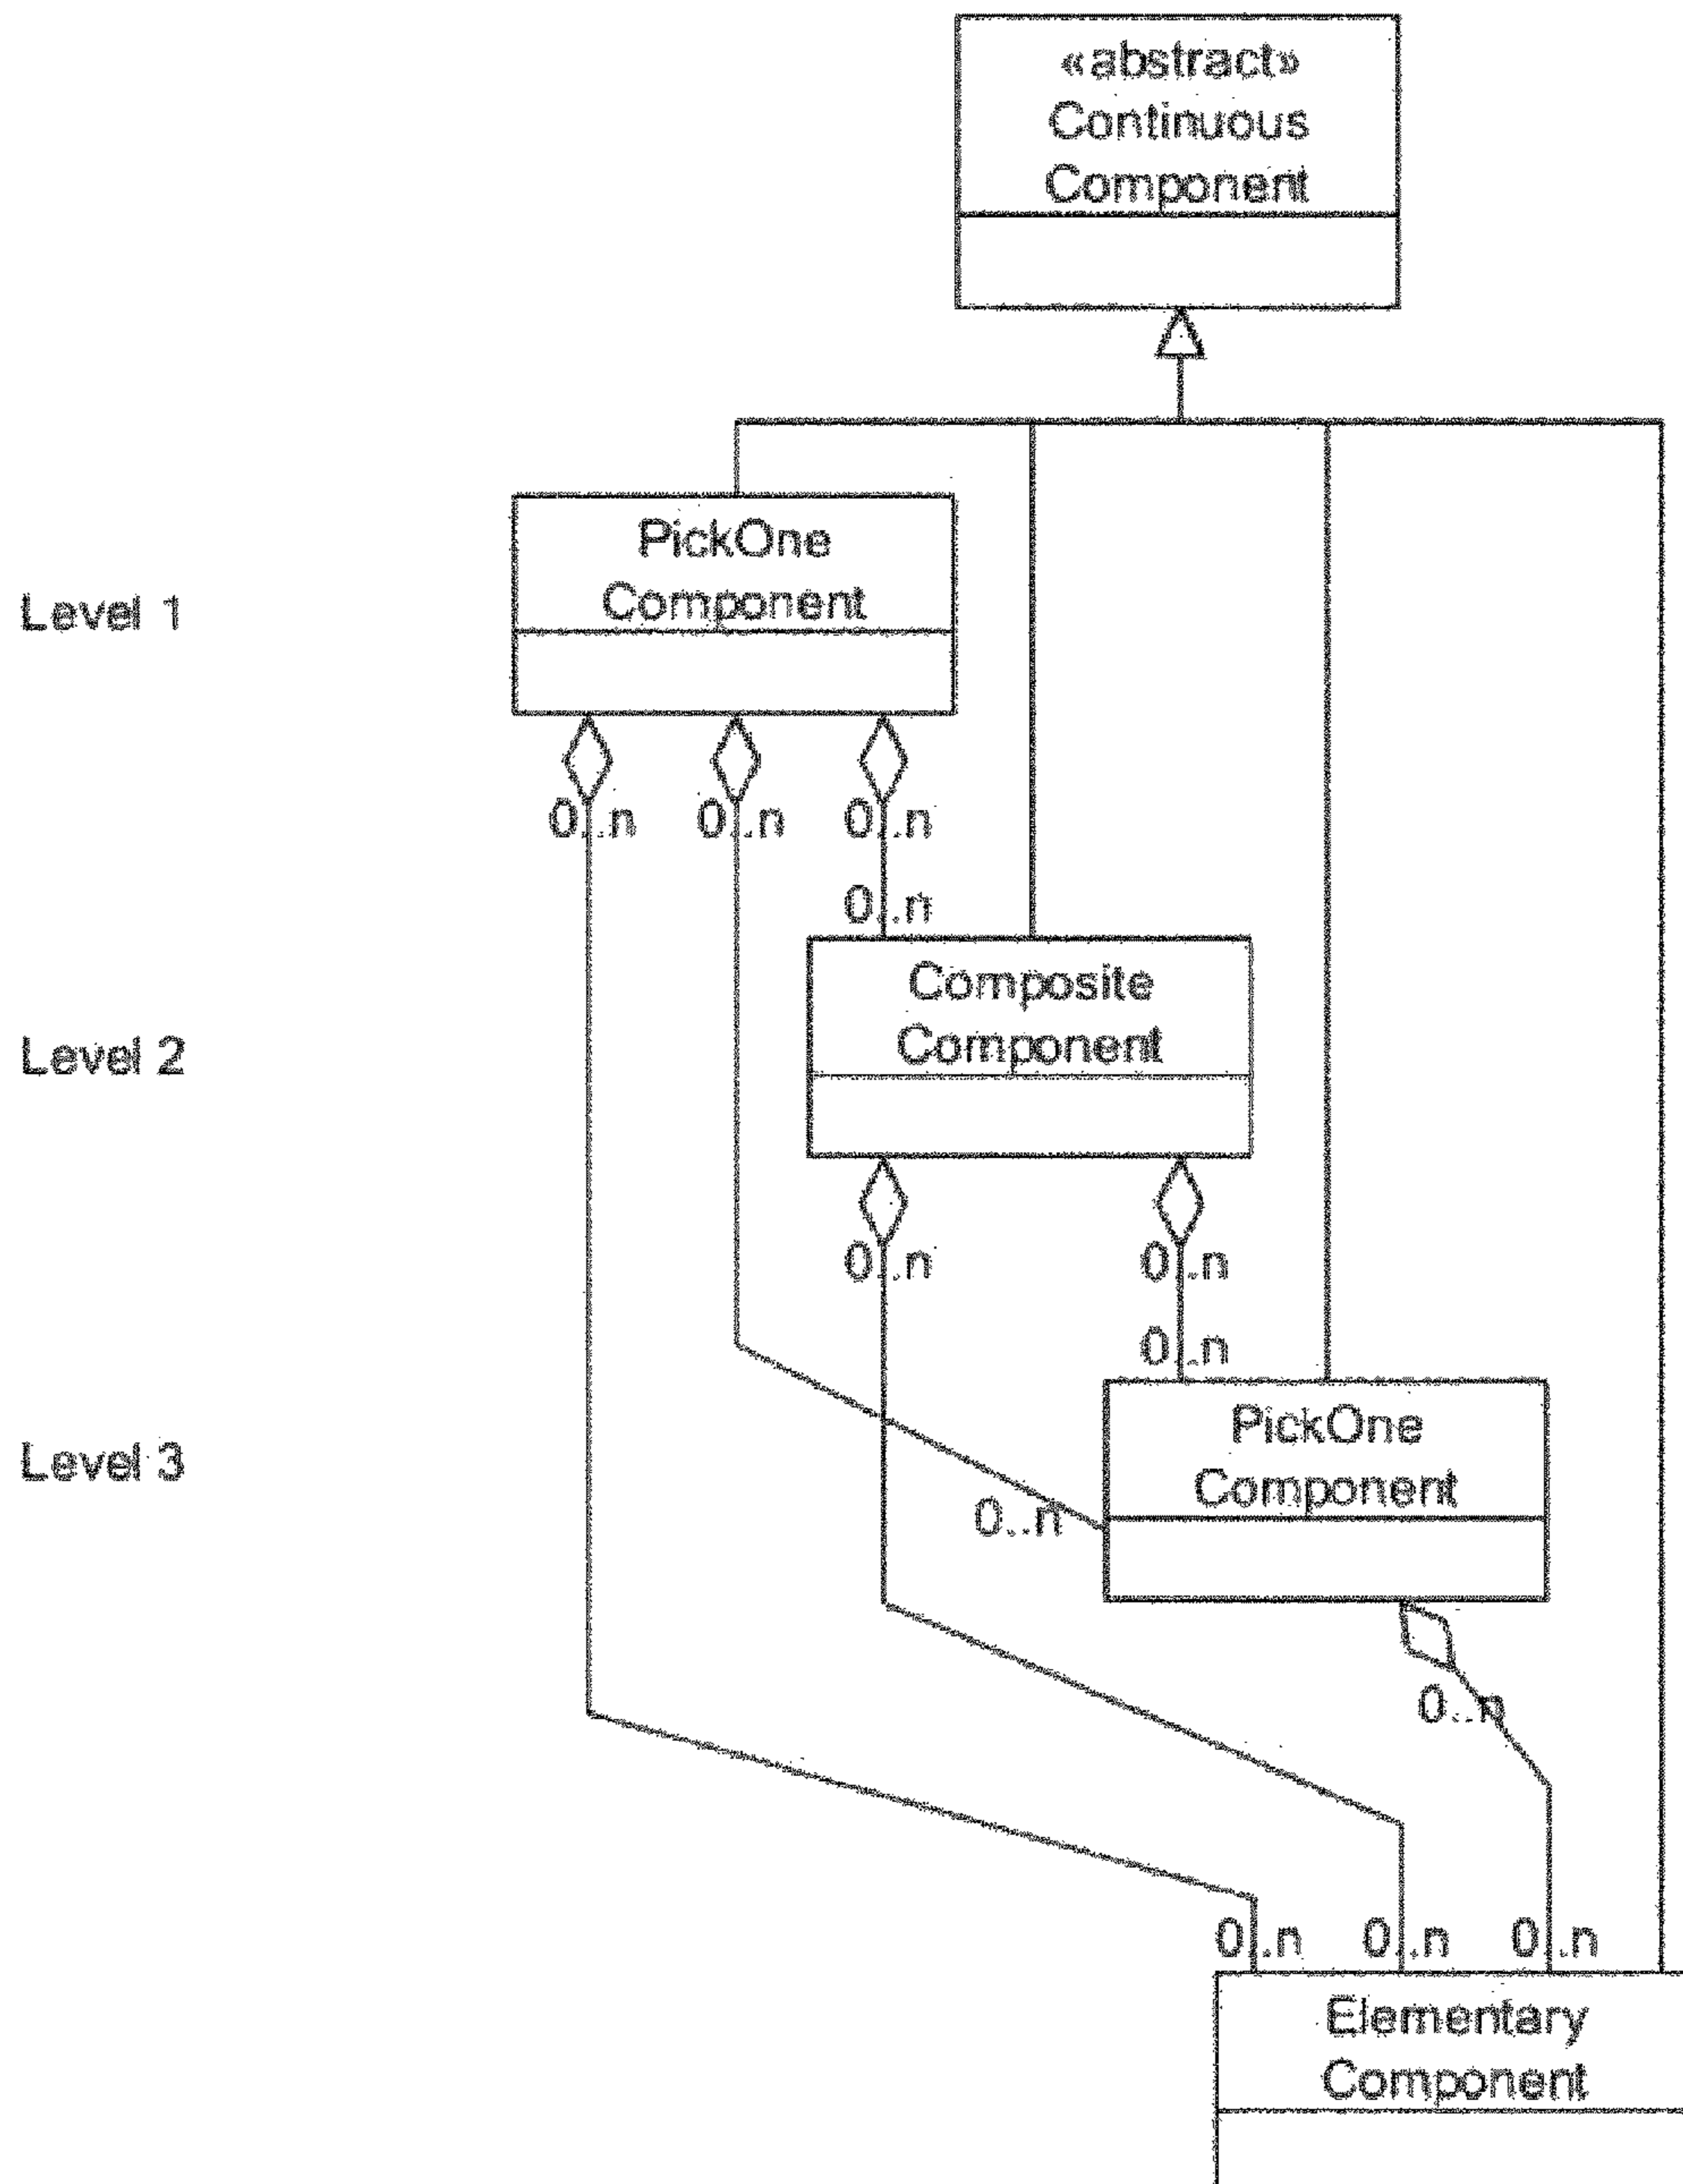 «abstract»
Continuous
Component
PickOne
Component
Level 1
0..n 0..n 0..n
0..n
Composite
Component
Level 2
0..n 0..n
0..n
PickOne
Component
Level 3
0..n
0..n
0..n 0..n 0..n
Elementary
Component